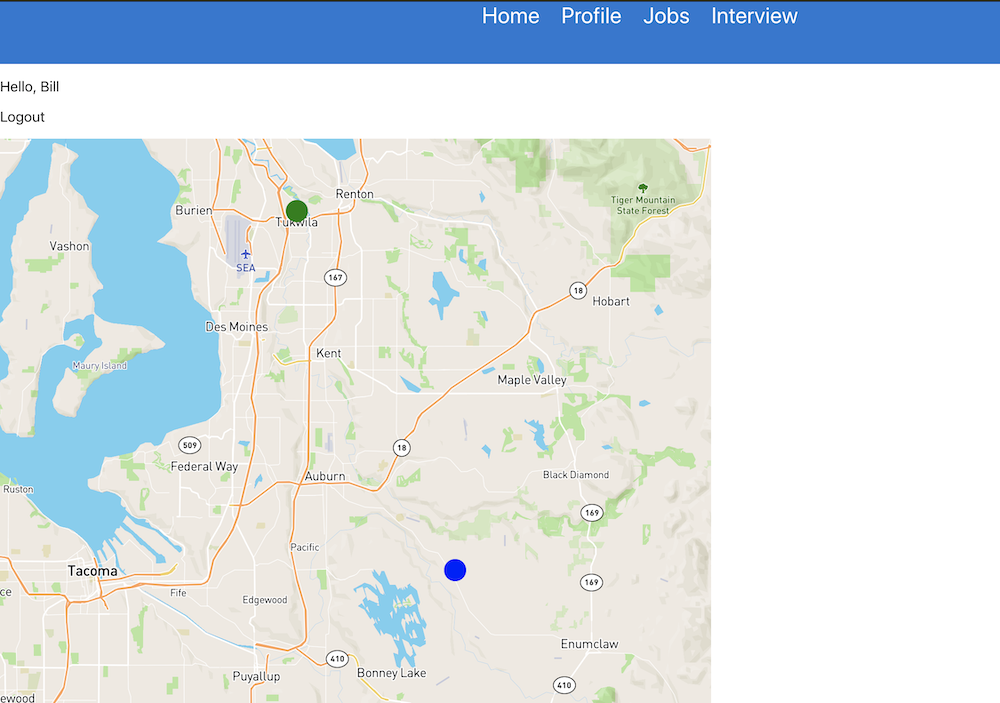 Home Profile Jobs Interview
Hello, Bill
Logout
Renton
Tiger Mountain
State Forest
Burien
Tukwila
Vashon
SEA
167
18
Hobart
Des Moines
Kent
Maury Island
Maple Valley
509
18
Federal Way
Auburn
Black Diamond
Ruston
169
Pacific
Tacoma
169
ce
Fife
Edgewood
Enumclaw
410
Bonney Lake
Puyallup
410
ewood